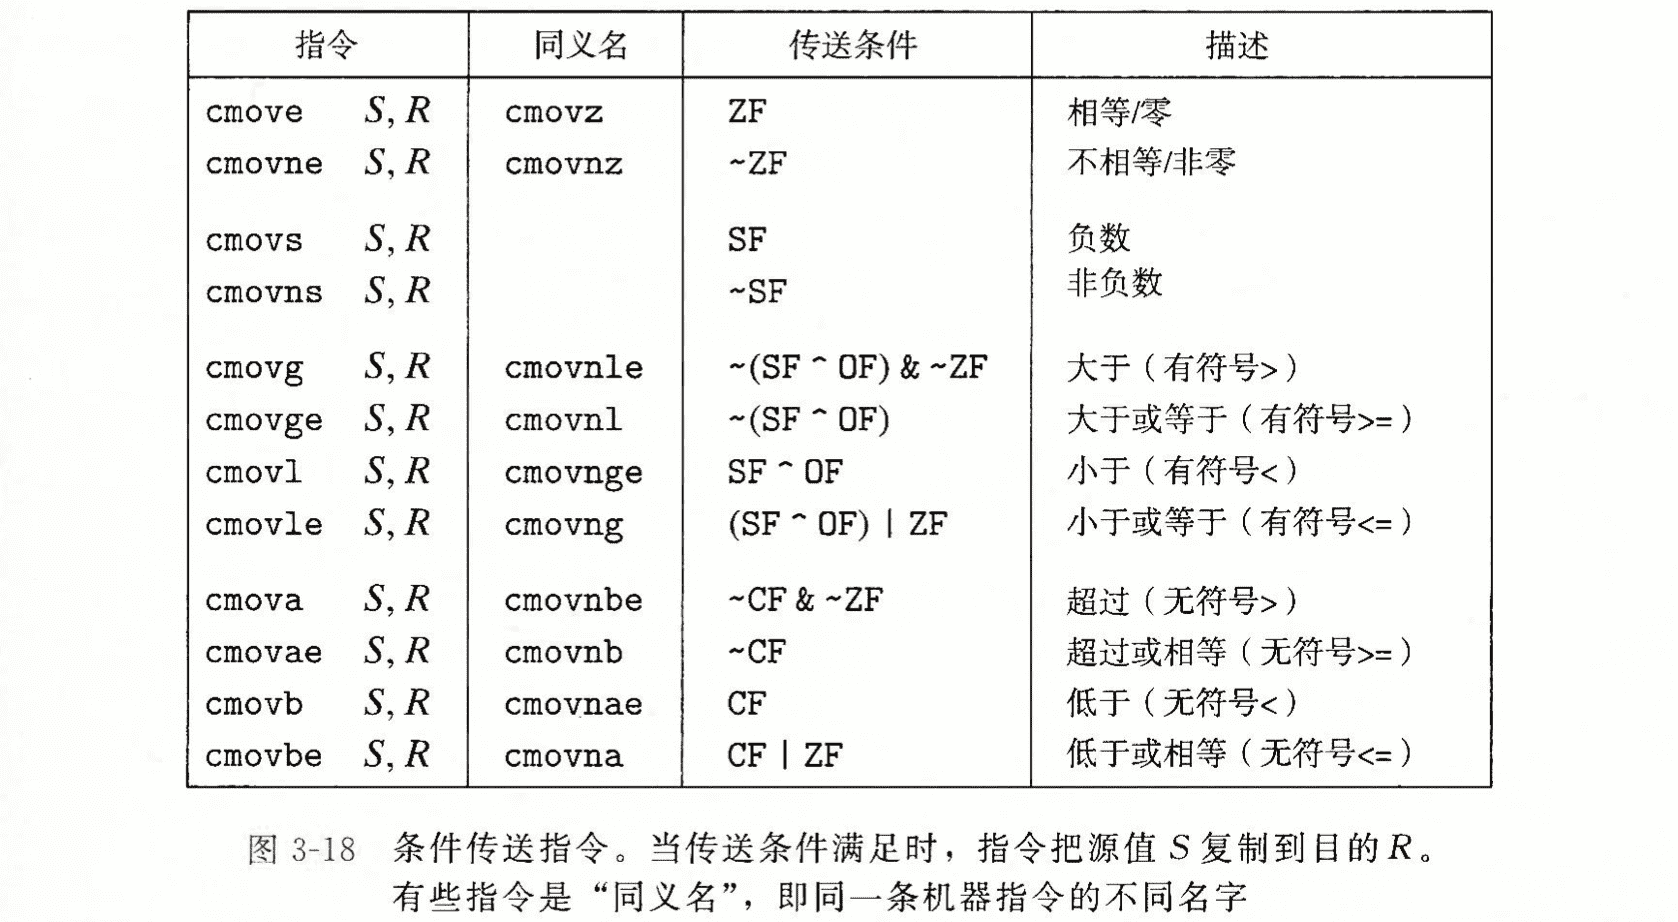 指令 同义名 传送条件 描述
cmove S, R cmovz ZF 相等/零
cmovne S, R cmovnz ~ZF 不相等/非零
cmovs S, R SF 负数
cmovns S, R ~SF 非负数
cmovg S, R cmovnle ~(SF ^ OF) & ~ZF 大于（有符号>）
cmovge S, R cmovnl ~(SF ^ OF) 大于或等于（有符号>=）
cmovl S, R cmovnge SF ^ OF 小于（有符号<）
cmovle S, R cmovng (SF ^ OF) | ZF 小于或等于（有符号<=）
cmova S, R cmovnbe ~CF & ~ZF 超过（无符号>）
cmovae S, R cmovnb ~CF 超过或相等（无符号>=）
cmovb S, R cmovnae CF 低于（无符号<）
cmovbe S, R cmovna CF | ZF 低于或相等（无符号<=）
图 3-18 条件传送指令。当传送条件满足时，指令把源值 S 复制到目的 R。
有些指令是“同义名”，即同一条机器指令的不同名字